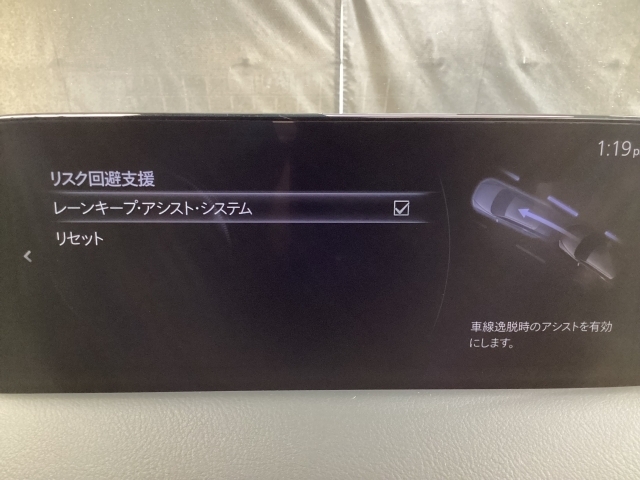 1:19p
リスク回避支援
レーンキープ・アシスト・システム
リセット
車線逸脱時のアシストを有効
にします。